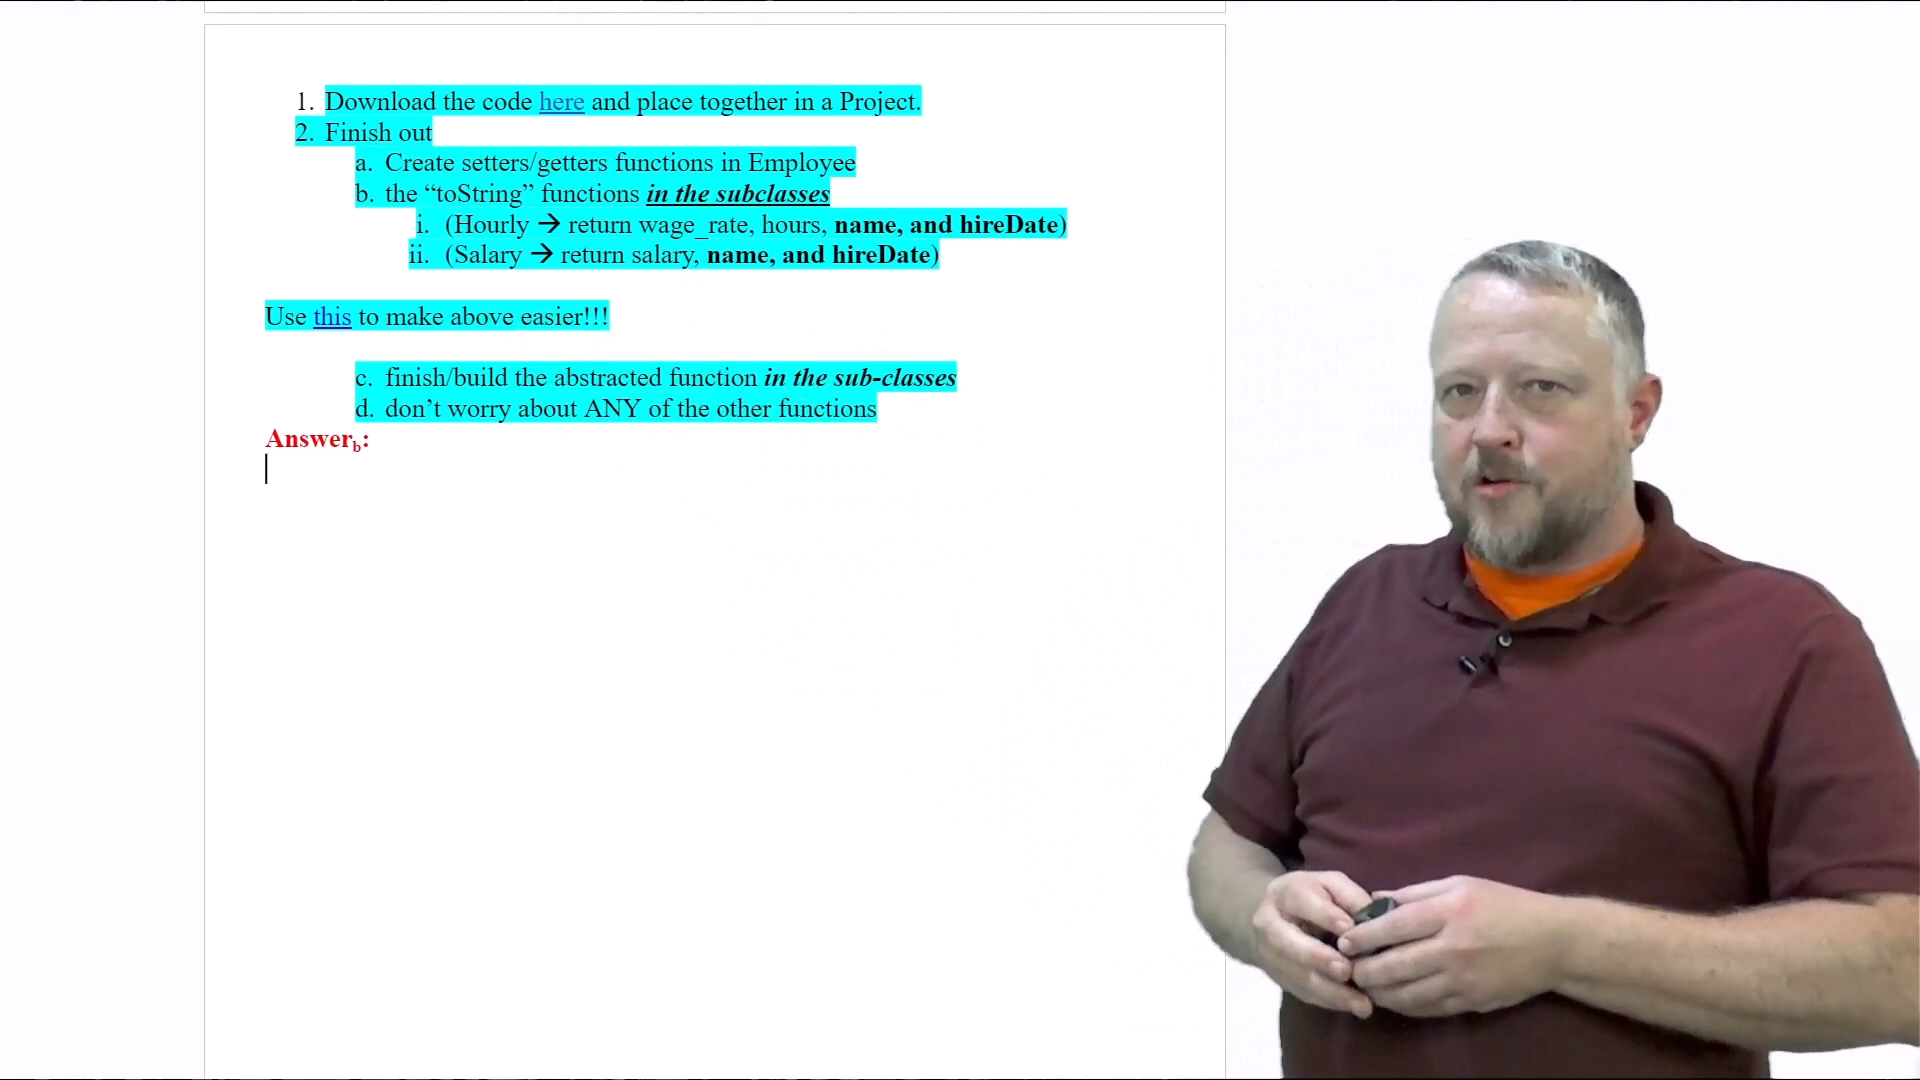 1. Download the code here and place together in a Project.
2. Finish out
a. Create setters/getters functions in Employee
b. the “toString” functions in the subclasses
i. (Hourly → return wage_rate, hours, name, and hireDate)
ii. (Salary → return salary, name, and hireDate)
Use this to make above easier!!!
c. finish/build the abstracted function in the sub-classes
d. don’t worry about ANY of the other functions
Answerb: